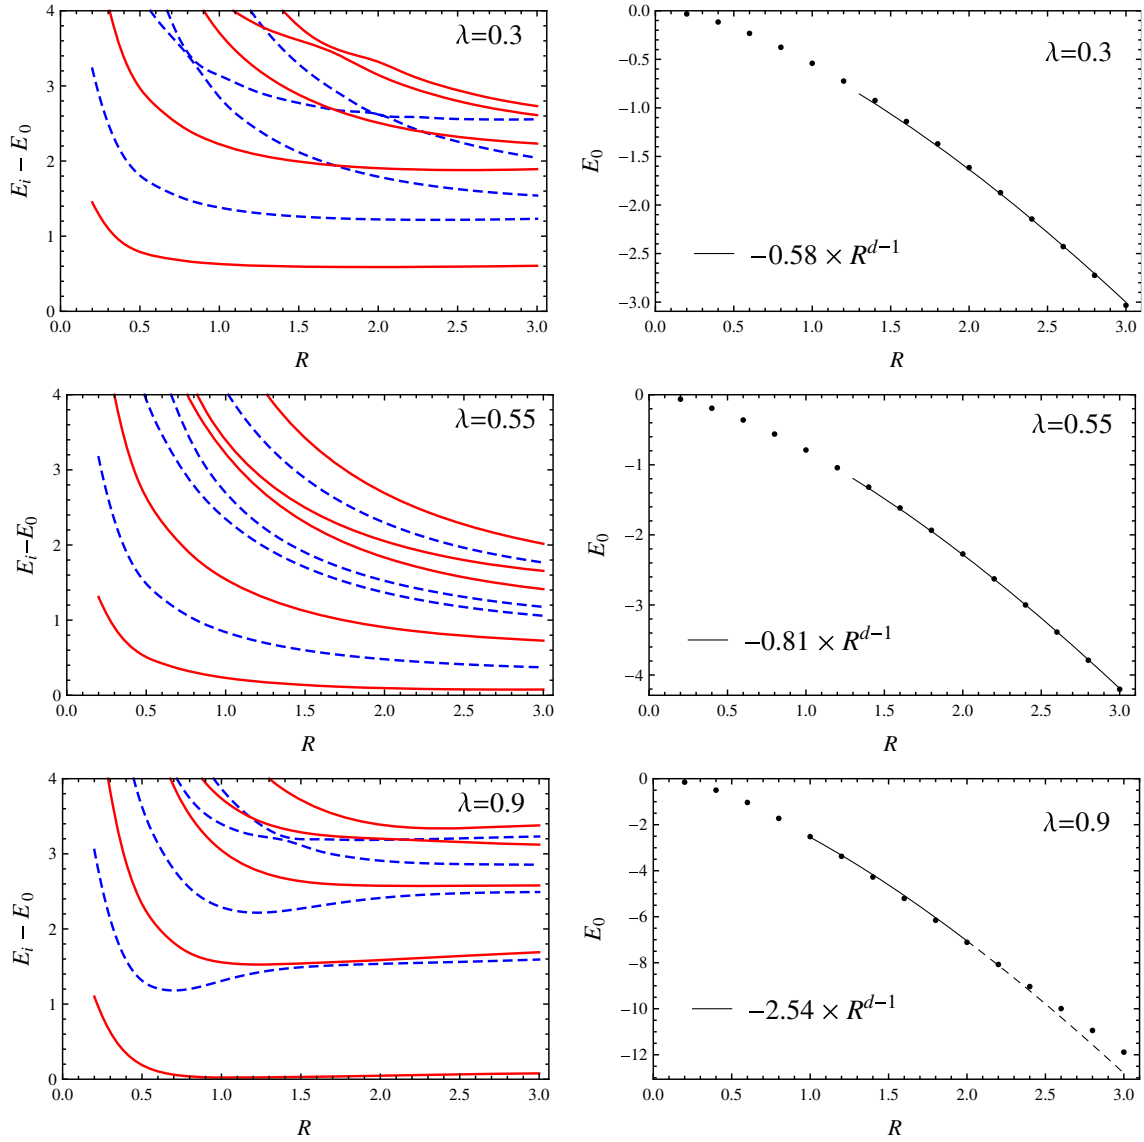 λ=0.3
E_i − E_0
4
3
2
1
0
0.0 0.5 1.0 1.5 2.0 2.5 3.0
R
λ=0.3
E_0
0.0
−0.5
−1.0
−1.5
−2.0
−2.5
−3.0
−0.58 × R^{d−1}
0.0 0.5 1.0 1.5 2.0 2.5 3.0
R
λ=0.55
E_i−E_0
4
3
2
1
0
0.0 0.5 1.0 1.5 2.0 2.5 3.0
R
λ=0.55
E_0
0
−1
−2
−3
−4
−0.81 × R^{d−1}
0.0 0.5 1.0 1.5 2.0 2.5 3.0
R
λ=0.9
E_i − E_0
4
3
2
1
0
0.0 0.5 1.0 1.5 2.0 2.5 3.0
R
λ=0.9
E_0
0
−2
−4
−6
−8
−10
−12
−2.54 × R^{d−1}
0.0 0.5 1.0 1.5 2.0 2.5 3.0
R